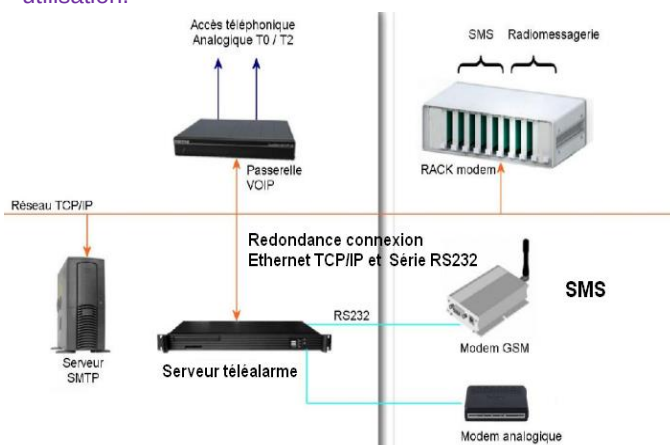 utilisation.
Accès téléphonique
Analogique T0 / T2
SMS Radiomessagerie
Passerelle
VOIP
RACK modem
Réseau TCP/IP
Redondance connexion
Ethernet TCP/IP et Série RS232
RS232
SMS
Modem GSM
Serveur
SMTP
Serveur téléalarme
Modem analogique